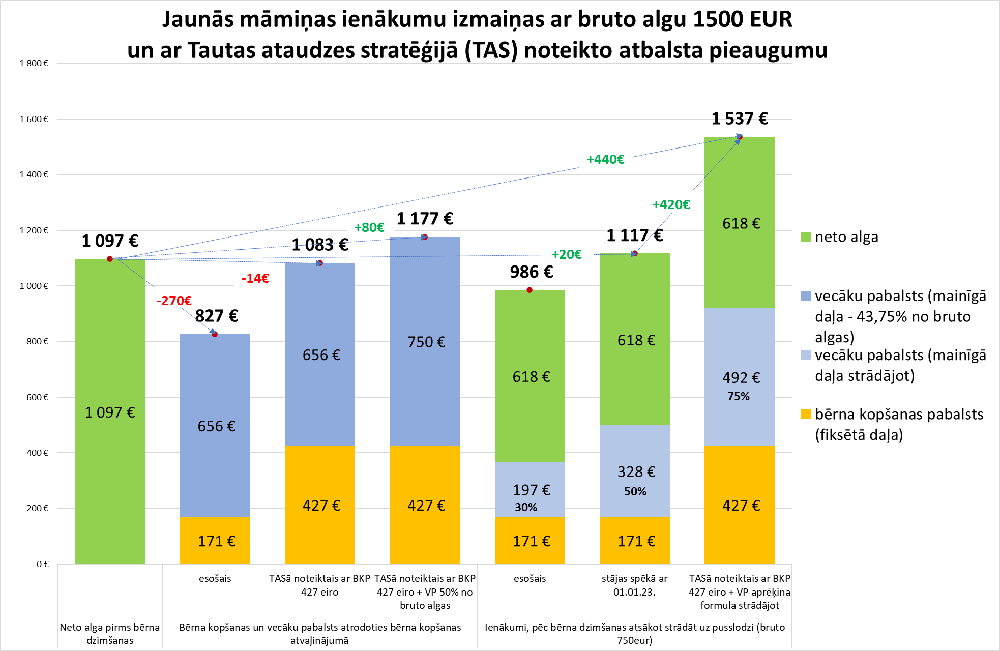 Jaunās māmiņas ienākumu izmaiņas ar bruto algu 1500 EUR
un ar Tautas ataudzes stratēģijā (TAS) noteikto atbalsta pieaugumu
1 800 €
1 600 €
1 400 €
1 200 €
1 000 €
800 €
600 €
400 €
200 €
0 €
1 097 €
1 097 €
-270€
827 €
656 €
171 €
-14€
1 083 €
656 €
427 €
+80€
1 177 €
750 €
427 €
986 €
618 €
197 €
30%
171 €
+20€
1 117 €
618 €
328 €
50%
171 €
+440€
+420€
1 537 €
618 €
492 €
75%
427 €
neto alga
vecāku pabalsts (mainīgā
daļa - 43,75% no bruto
algas)
vecāku pabalsts (mainīgā
daļa strādājot)
bērna kopšanas pabalsts
(fiksētā daļa)
esošais
TASā noteiktais ar BKP
427 eiro
TASā noteiktais ar BKP
427 eiro + VP 50% no
bruto algas
esošais
stājas spēkā ar
01.01.23.
TASā noteiktais ar BKP
427 eiro + VP aprēķina
formula strādājot
Neto alga pirms bērna
dzimšanas
Bērna kopšanas un vecāku pabalsts atrodoties bērna kopšanas
atvaļinājumā
Ienākumi, pēc bērna dzimšanas atsākot strādāt uz pusslodzi (bruto
750eur)